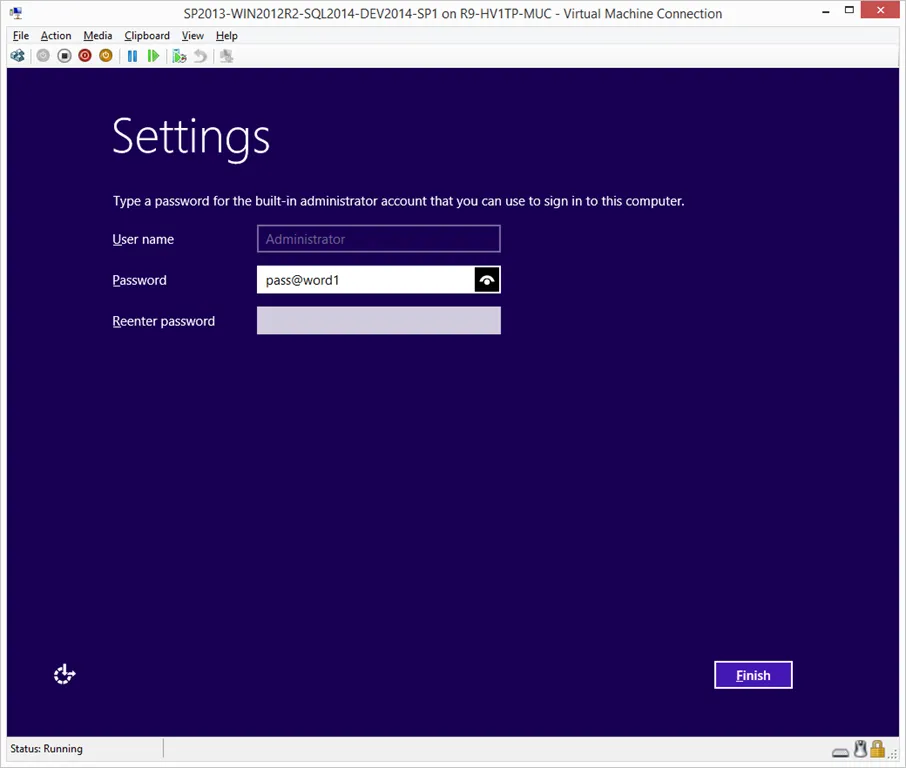 SP2013-WIN2012R2-SQL2014-DEV2014-SP1 on R9-HV1TP-MUC - Virtual Machine Connection
File Action Media Clipboard View Help
Settings
Type a password for the built-in administrator account that you can use to sign in to this computer.
User name Administrator
Password pass@word1
Reenter password
Finish
Status: Running